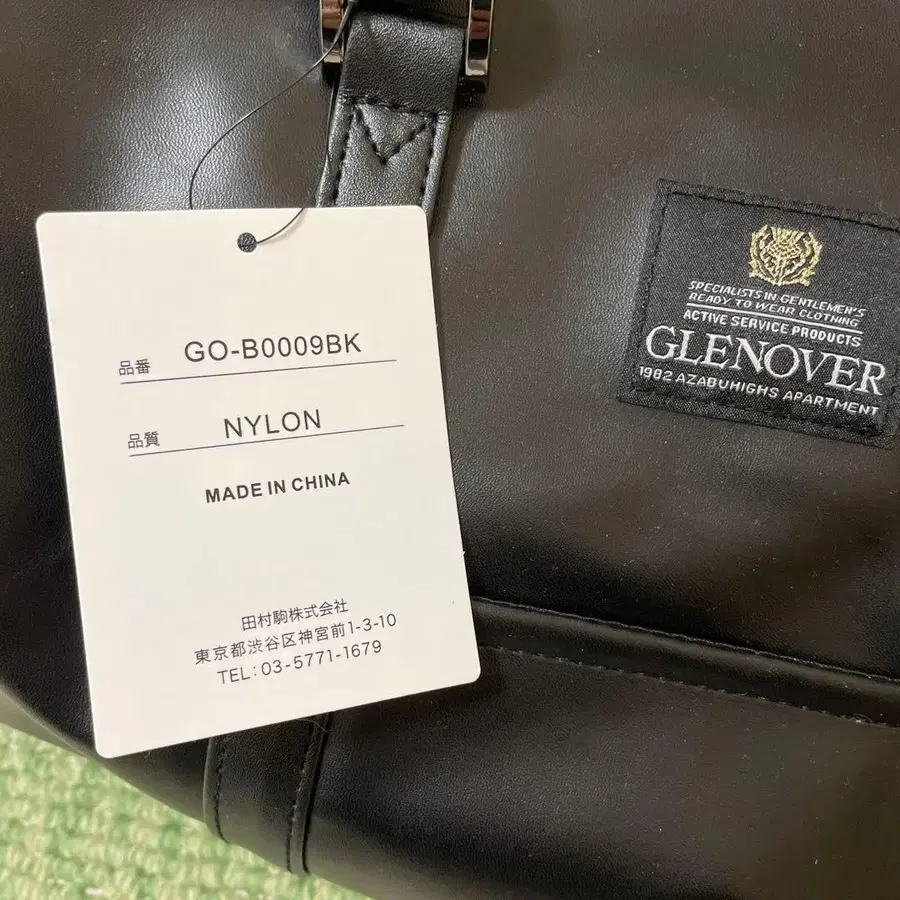 品番 GO-B0009BK
品質 NYLON
MADE IN CHINA
田村駒株式会社
東京都渋谷区神宮前1-3-10
TEL:03-5771-1679
SPECIALISTS IN GENTLEMEN'S
READY TO WEAR CLOTHING
ACTIVE SERVICE PRODUCTS
GLENOVER
1982 AZABUHIGHS APARTMENT